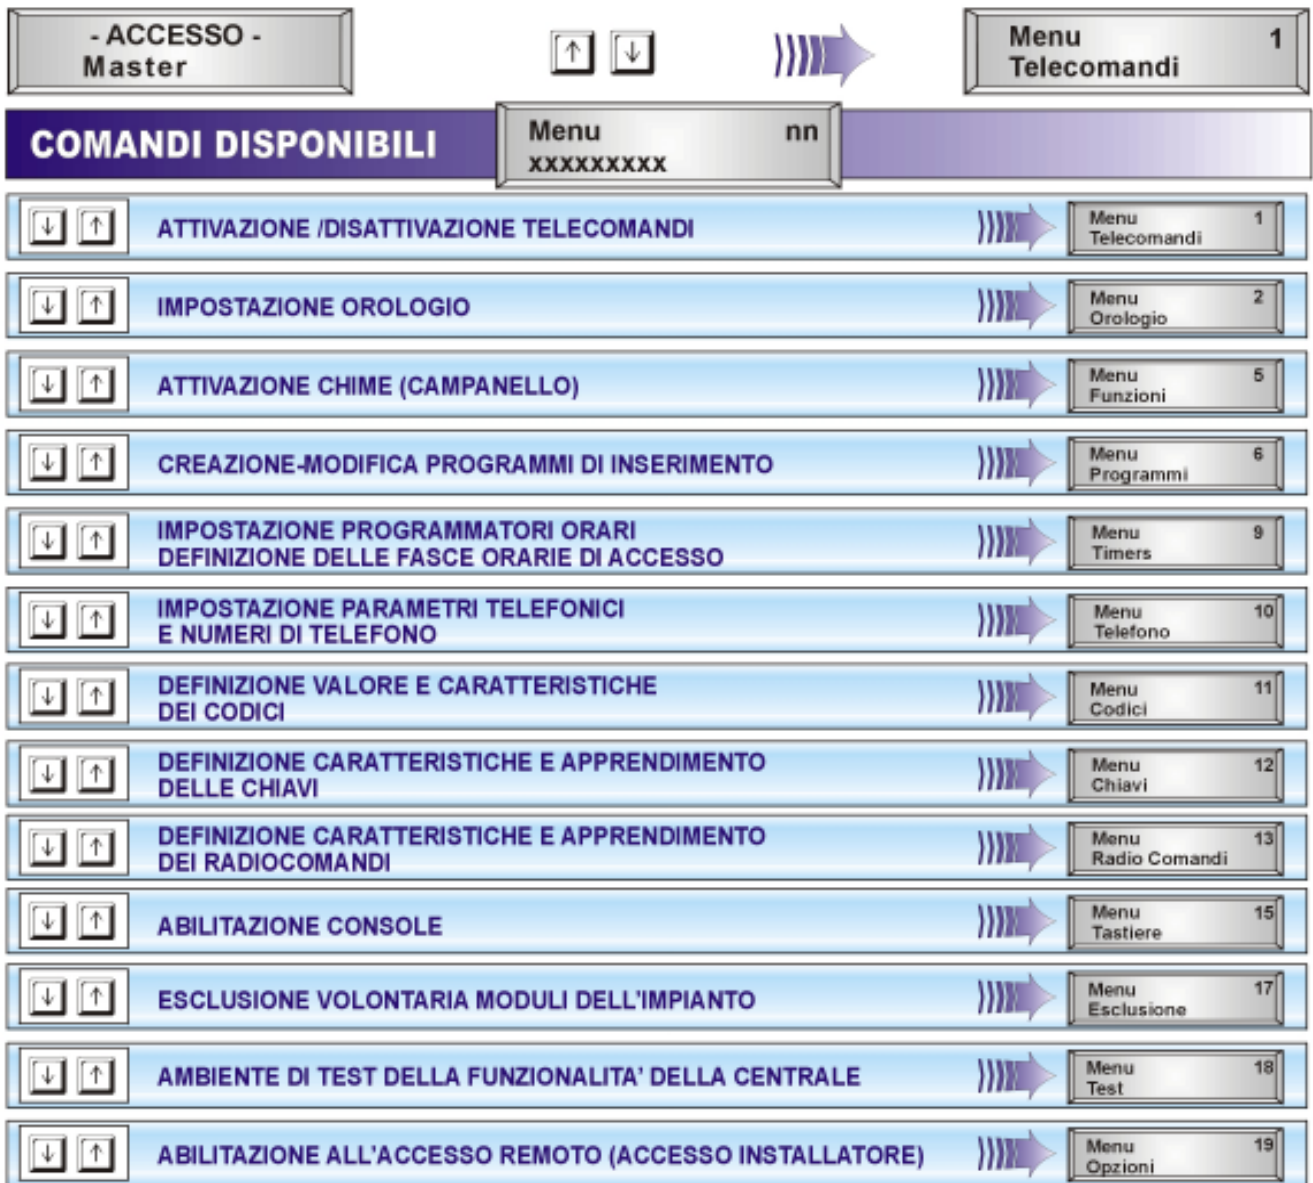 - ACCESSO -
Master
↑ ↓
Menu 1
Telecomandi
COMANDI DISPONIBILI
Menu nn
xxxxxxxxx
↓ ↑ ATTIVAZIONE /DISATTIVAZIONE TELECOMANDI
Menu 1
Telecomandi
↓ ↑ IMPOSTAZIONE OROLOGIO
Menu 2
Orologio
↓ ↑ ATTIVAZIONE CHIME (CAMPANELLO)
Menu 5
Funzioni
↓ ↑ CREAZIONE-MODIFICA PROGRAMMI DI INSERIMENTO
Menu 6
Programmi
↓ ↑ IMPOSTAZIONE PROGRAMMATORI ORARI
DEFINIZIONE DELLE FASCE ORARIE DI ACCESSO
Menu 9
Timers
↓ ↑ IMPOSTAZIONE PARAMETRI TELEFONICI
E NUMERI DI TELEFONO
Menu 10
Telefono
↓ ↑ DEFINIZIONE VALORE E CARATTERISTICHE
DEI CODICI
Menu 11
Codici
↓ ↑ DEFINIZIONE CARATTERISTICHE E APPRENDIMENTO
DELLE CHIAVI
Menu 12
Chiavi
↓ ↑ DEFINIZIONE CARATTERISTICHE E APPRENDIMENTO
DEI RADIOCOMANDI
Menu 13
Radio Comandi
↓ ↑ ABILITAZIONE CONSOLE
Menu 15
Tastiere
↓ ↑ ESCLUSIONE VOLONTARIA MODULI DELL'IMPIANTO
Menu 17
Esclusione
↓ ↑ AMBIENTE DI TEST DELLA FUNZIONALITA' DELLA CENTRALE
Menu 18
Test
↓ ↑ ABILITAZIONE ALL'ACCESSO REMOTO (ACCESSO INSTALLATORE)
Menu 19
Opzioni